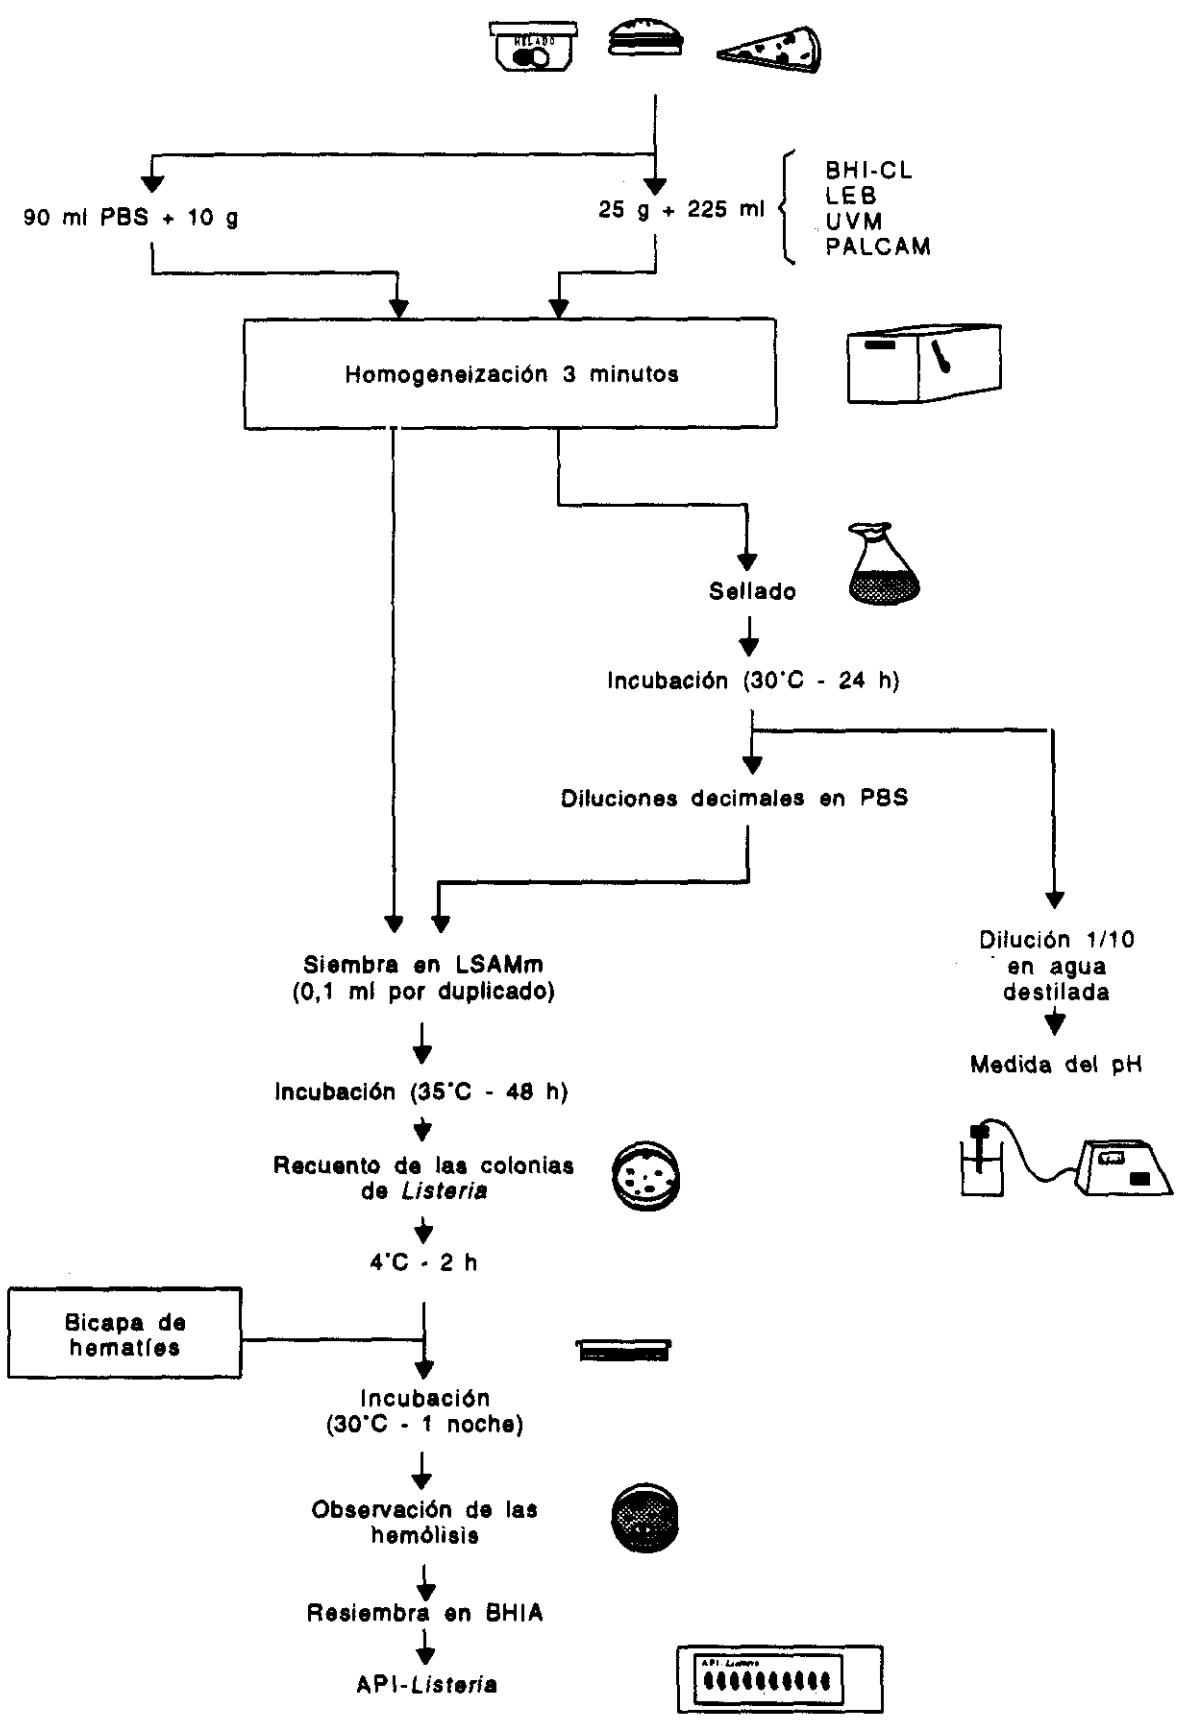 HELADO
90 ml PBS + 10 g
25 g + 225 ml
BHI-CL
LEB
UVM
PALCAM
Homogeneización 3 minutos
Sellado
Incubación (30°C - 24 h)
Diluciones decimales en PBS
Siembra en LSAMm
(0,1 ml por duplicado)
Dilución 1/10
en agua
destilada
Medida del pH
Incubación (35°C - 48 h)
Recuento de las colonias
de Listeria
4°C - 2 h
Bicapa de
hematíes
Incubación
(30°C - 1 noche)
Observación de las
hemólisis
Resiembra en BHIA
API-Listeria
API-Listeria